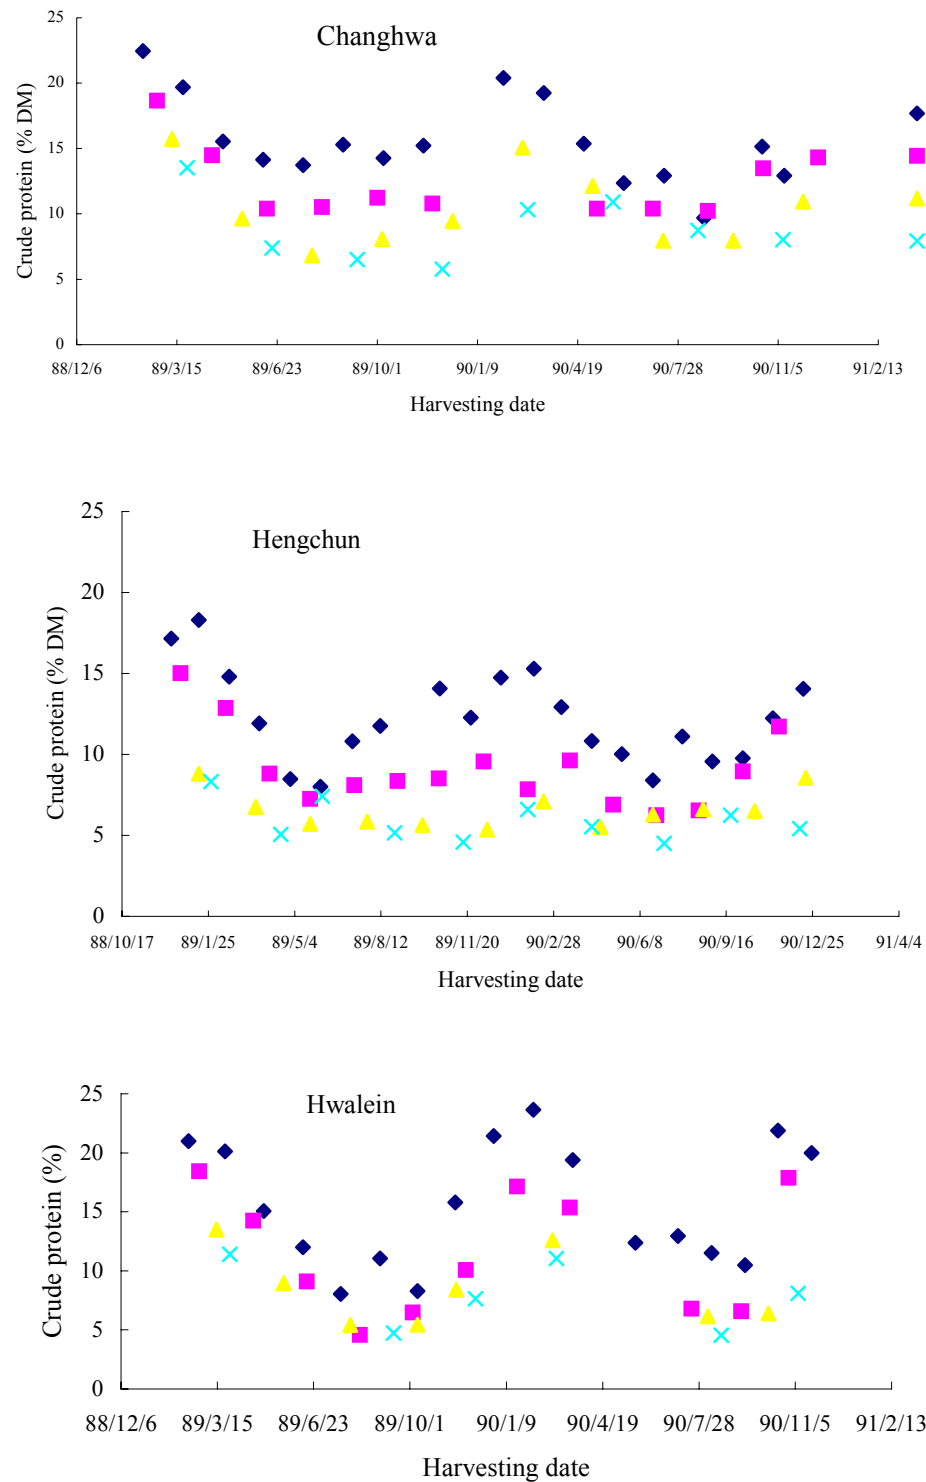 Changhwa
Crude protein (% DM)
25
20
15
10
5
0
88/12/6 89/3/15 89/6/23 89/10/1 90/1/9 90/4/19 90/7/28 90/11/5 91/2/13
Harvesting date
Hengchun
Crude protein (% DM)
25
20
15
10
5
0
88/10/17 89/1/25 89/5/4 89/8/12 89/11/20 90/2/28 90/6/8 90/9/16 90/12/25 91/4/4
Harvesting date
Hwalein
Crude protein (%)
25
20
15
10
5
0
88/12/6 89/3/15 89/6/23 89/10/1 90/1/9 90/4/19 90/7/28 90/11/5 91/2/13
Harvesting date